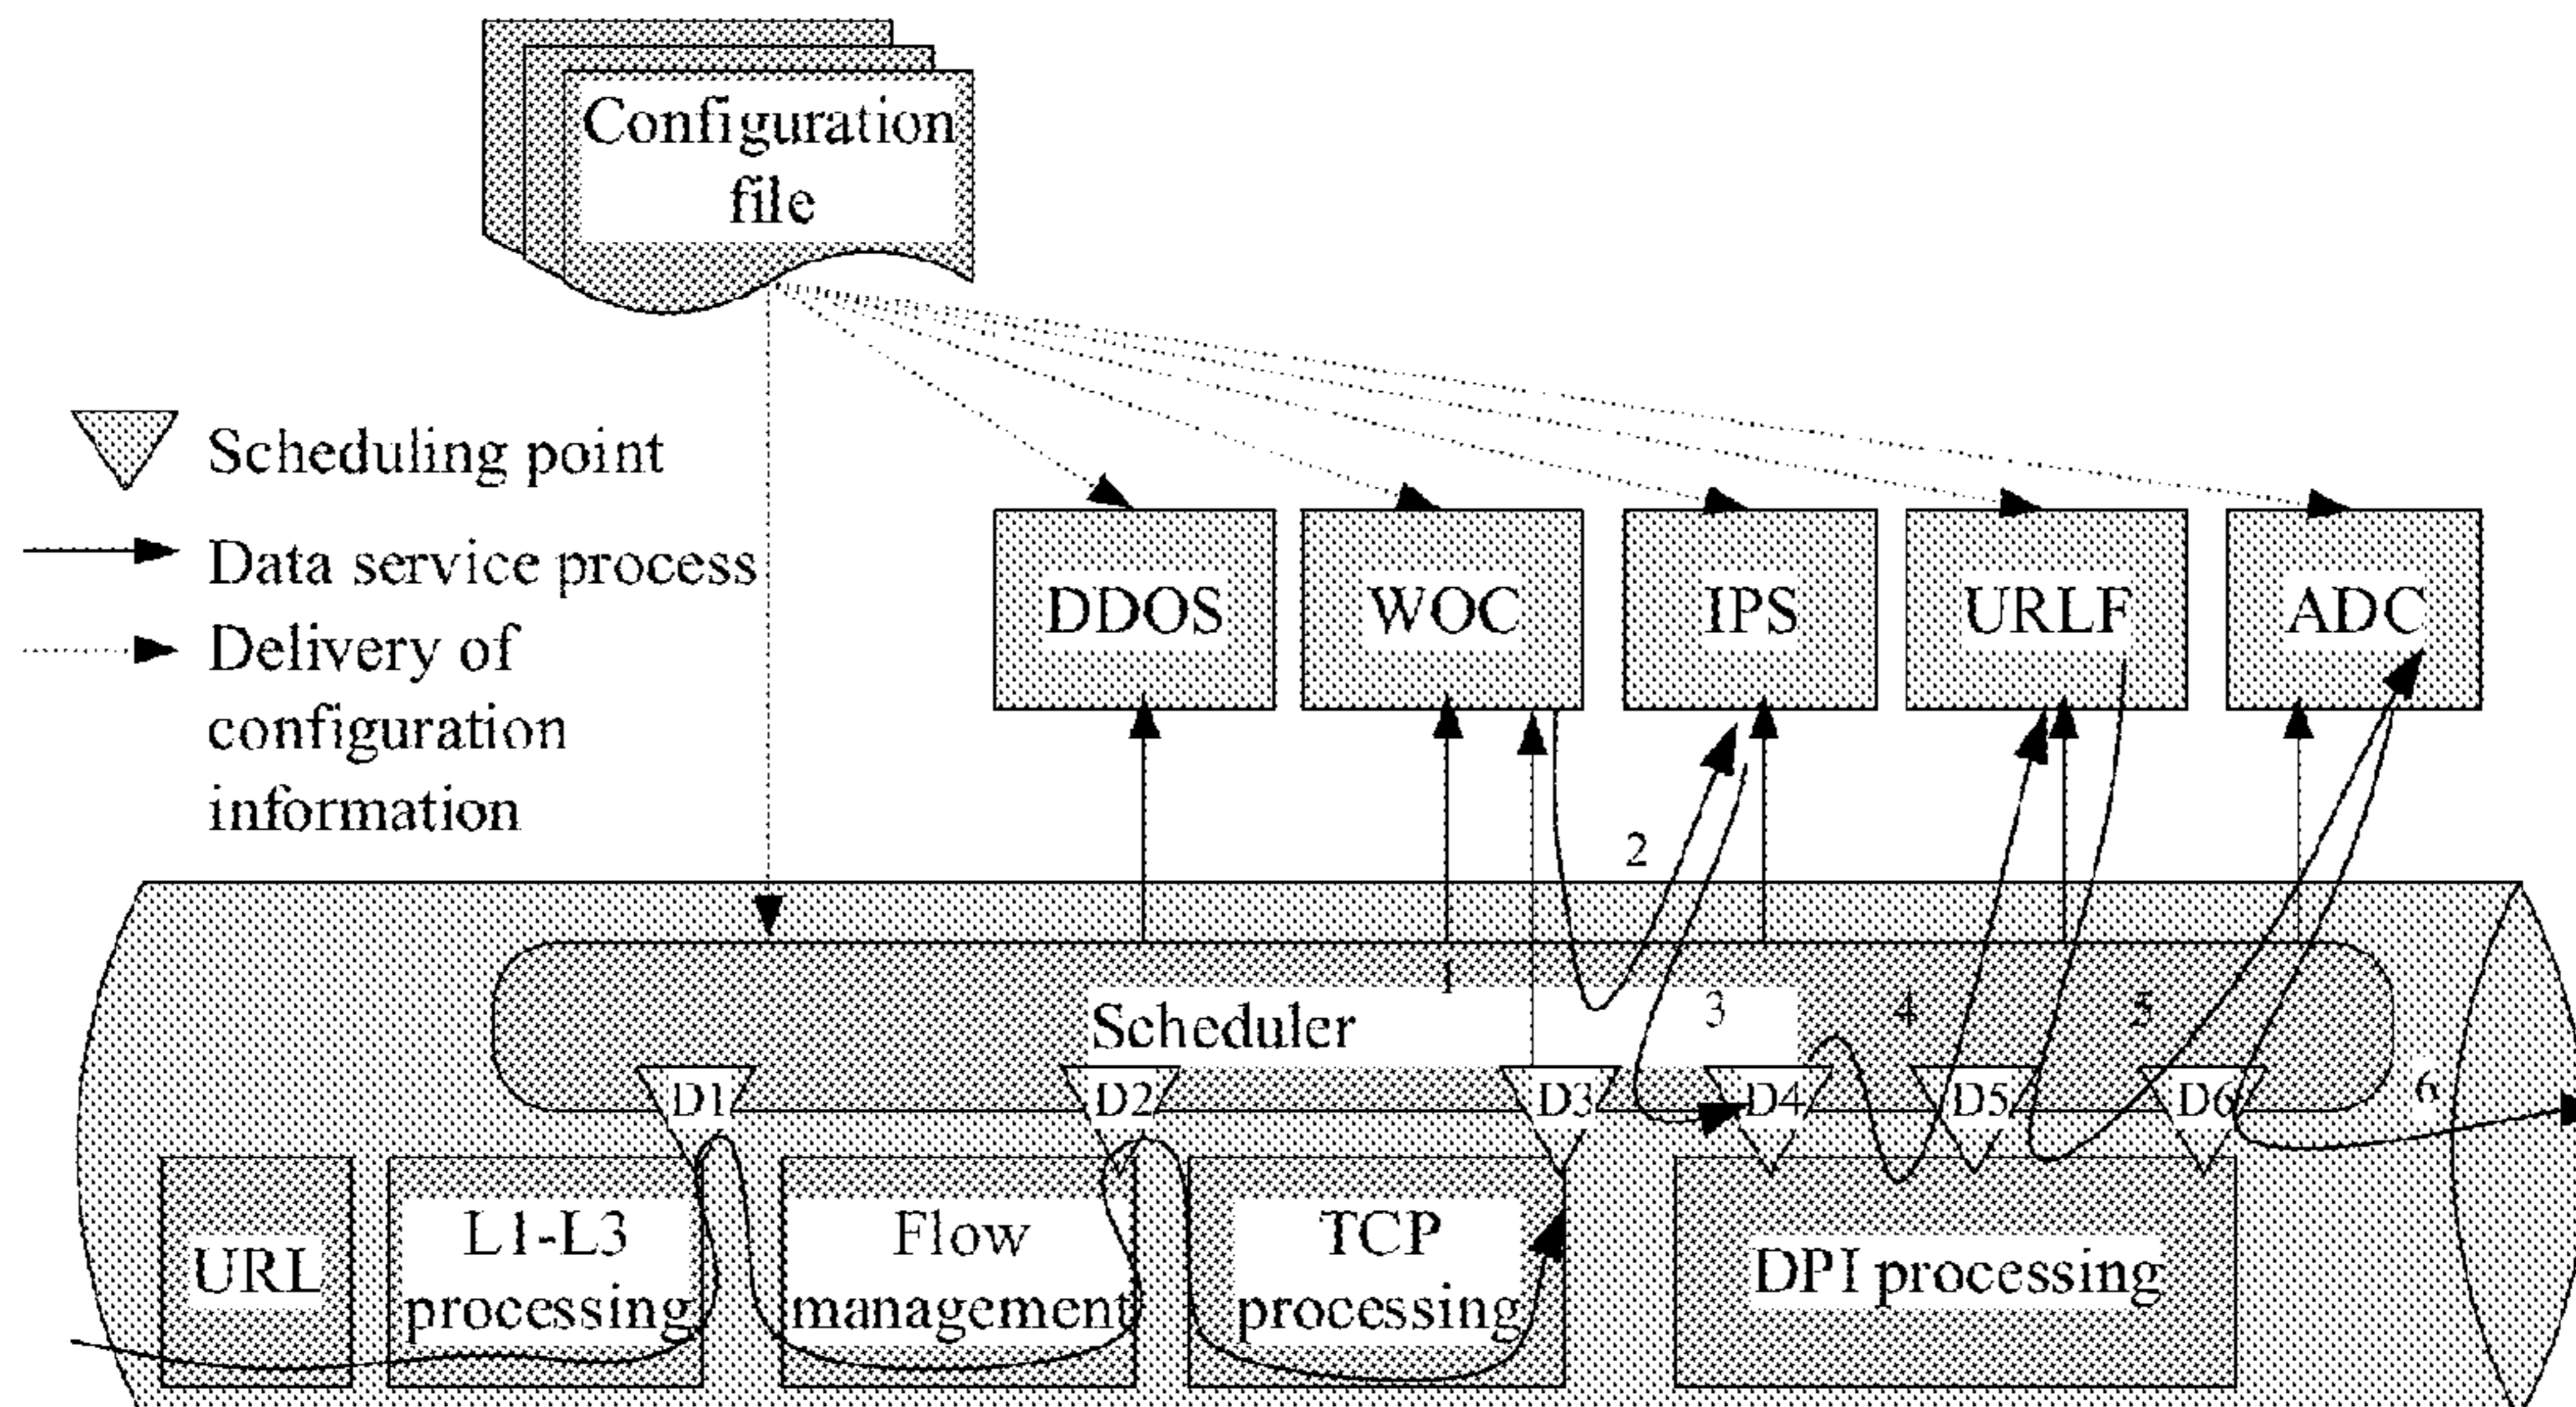 Configuration
file
Scheduling point
Data service process
Delivery of
configuration
information
DDOS
WOC
IPS
URLF
ADC
2
1
Scheduler
3
4
5
6
D1
D2
D3
D4
D5
D6
URL
L1-L3
processing
Flow
management
TCP
processing
DPI processing